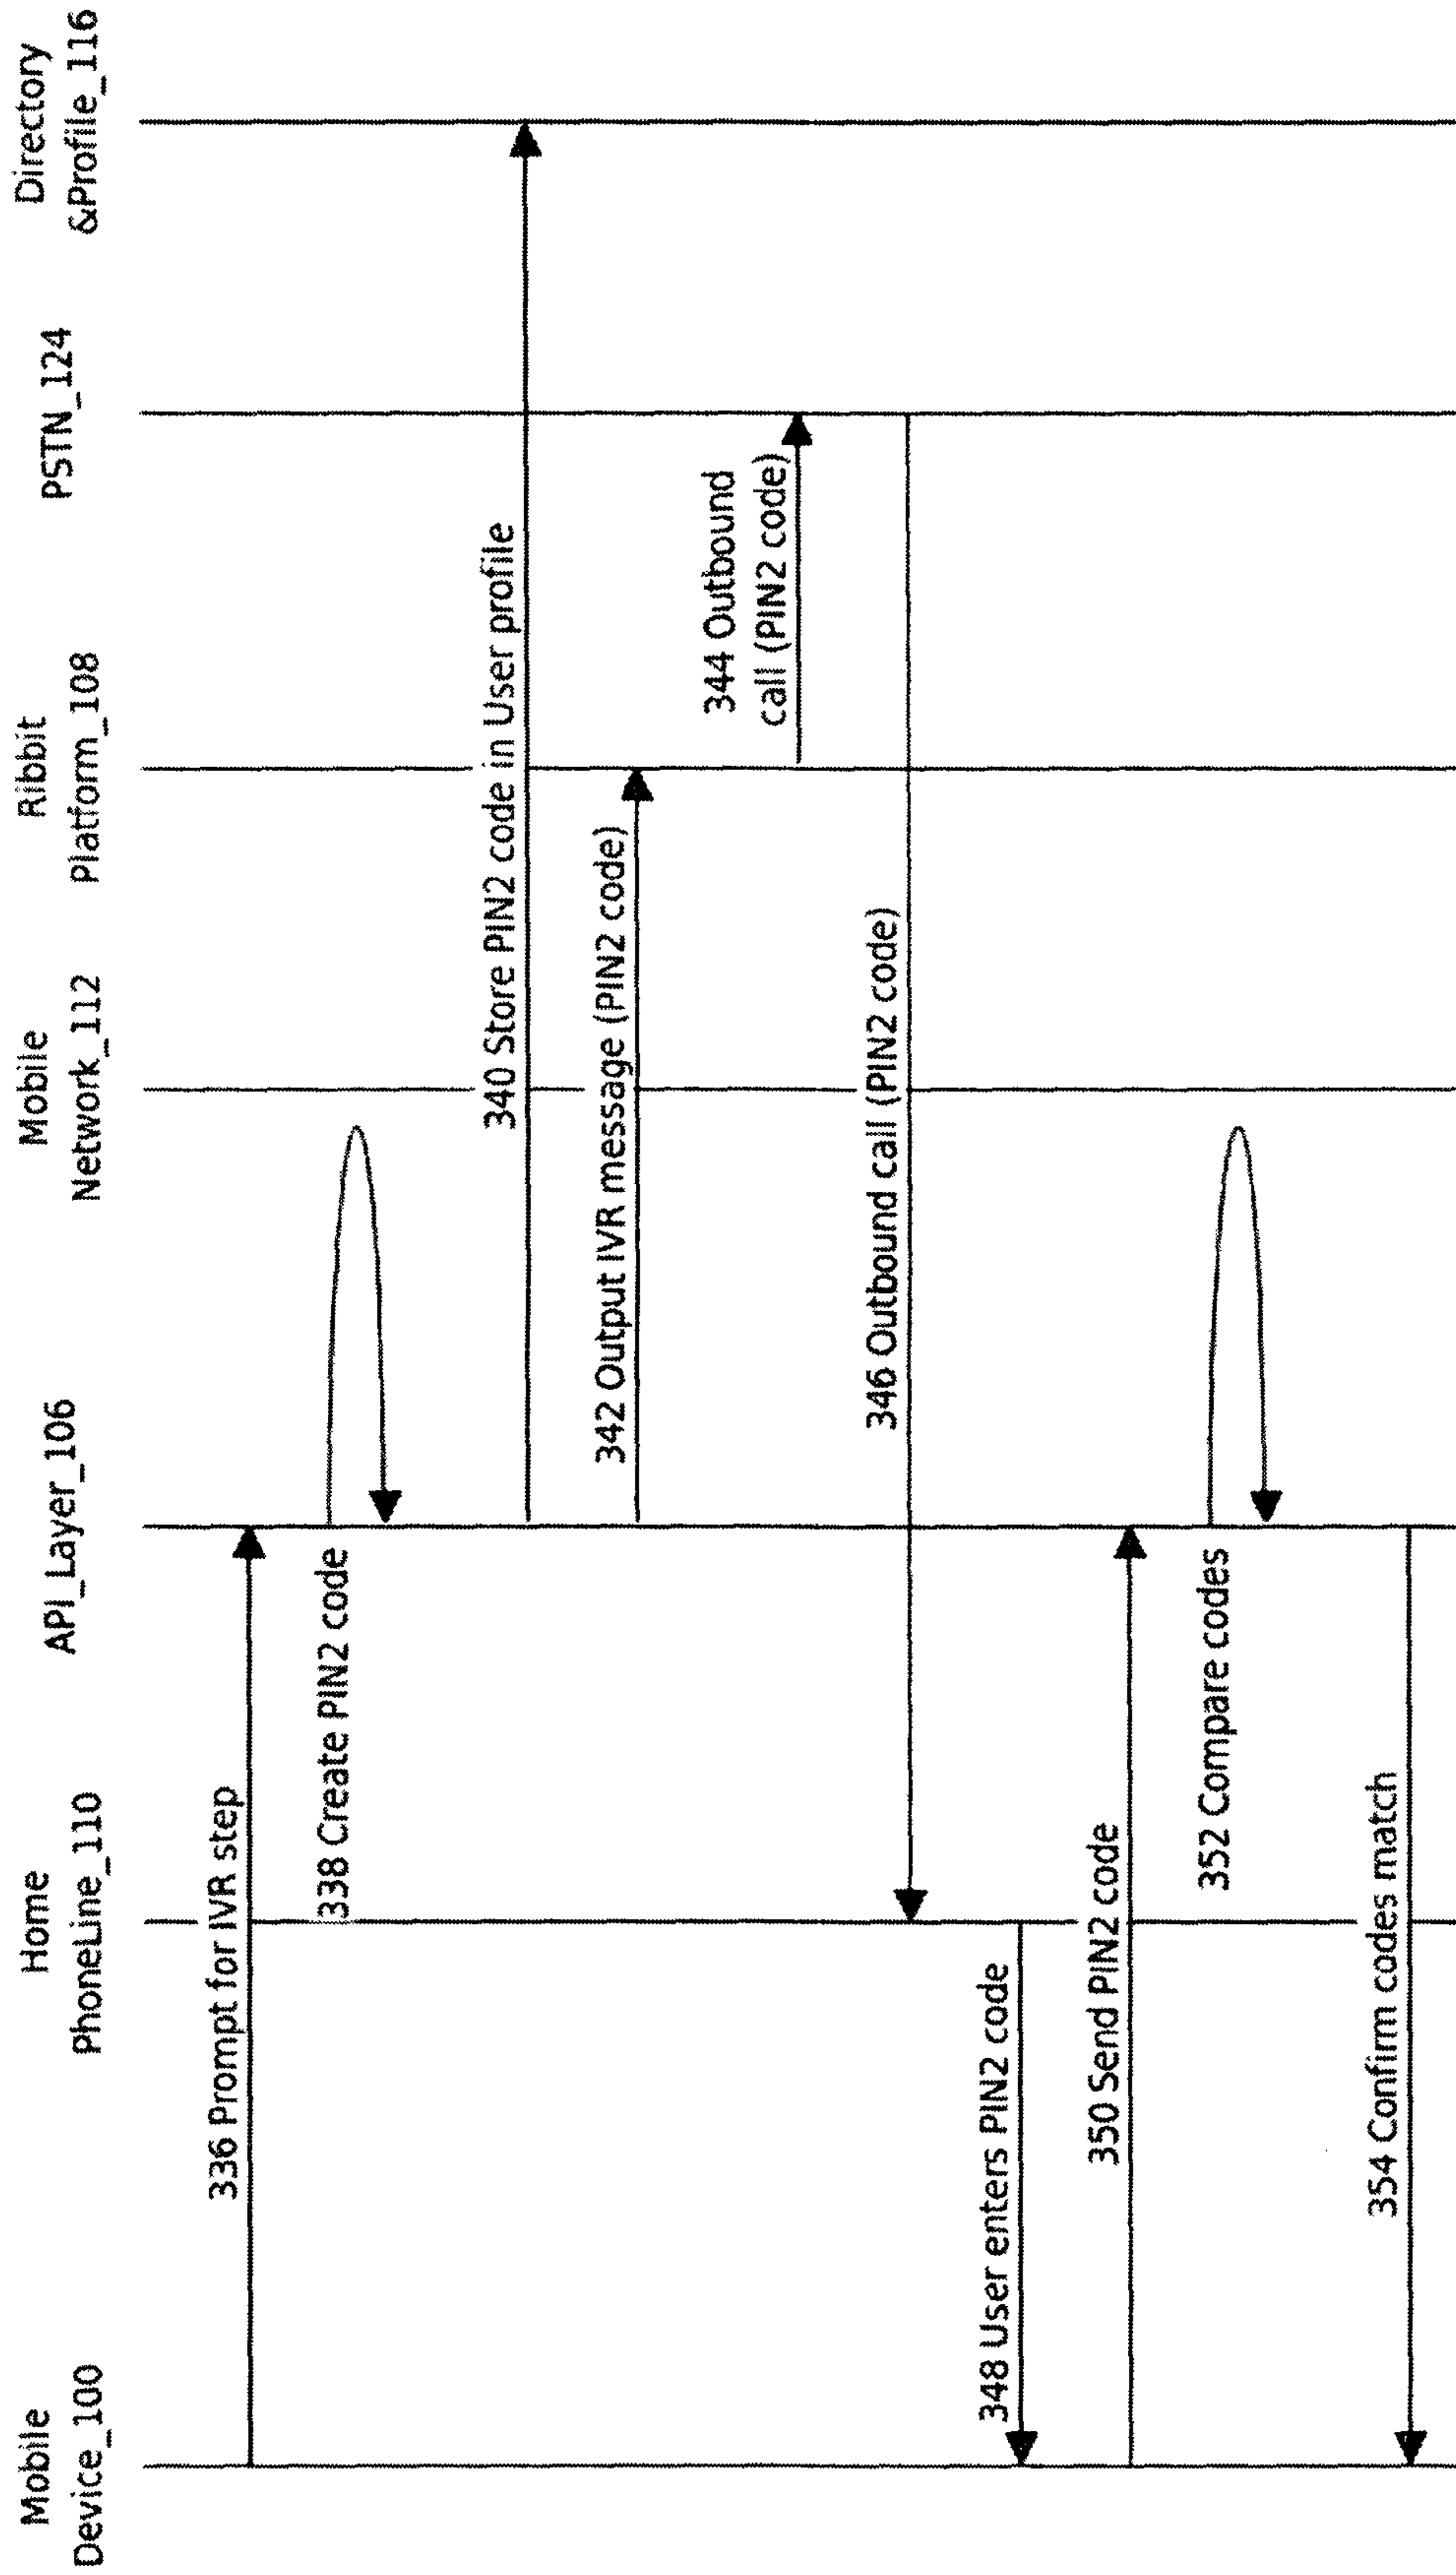 Mobile
Device_100
Home
PhoneLine_110
API_Layer_106
Mobile
Network_112
Ribbit
Platform_108
PSTN_124
Directory
&Profile_116
336 Prompt for IVR step
338 Create PIN2 code
340 Store PIN2 code in User profile
342 Output IVR message (PIN2 code)
344 Outbound
call (PIN2 code)
346 Outbound call (PIN2 code)
348 User enters PIN2 code
350 Send PIN2 code
352 Compare codes
354 Confirm codes match